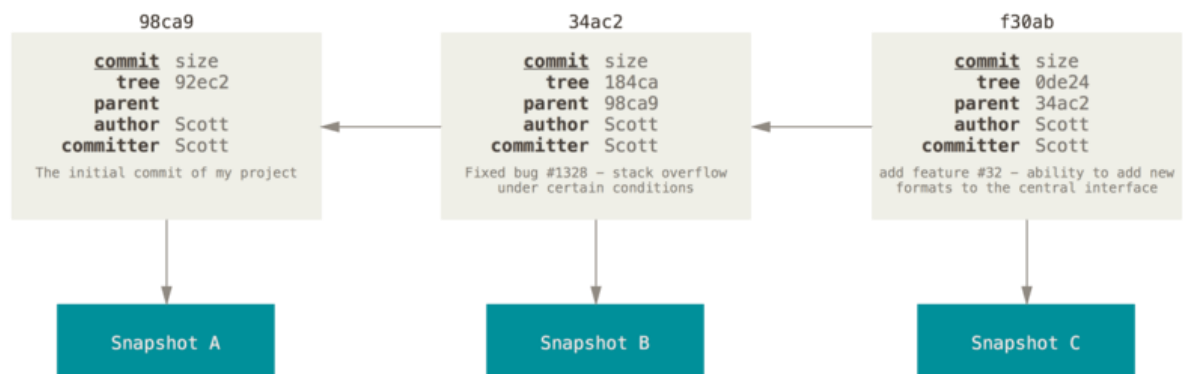 98ca9
commit size
tree 92ec2
parent
author Scott
committer Scott
The initial commit of my project
Snapshot A
34ac2
commit size
tree 184ca
parent 98ca9
author Scott
committer Scott
Fixed bug #1328 – stack overflow
under certain conditions
Snapshot B
f30ab
commit size
tree 0de24
parent 34ac2
author Scott
committer Scott
add feature #32 – ability to add new
formats to the central interface
Snapshot C